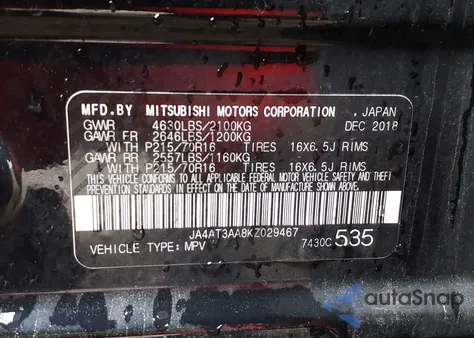 MFD.BY MITSUBISHI MOTORS CORPORATION , JAPAN
GVWR 4630LBS/2100KG DEC 2018
GAWR FR 2646LBS/1200KG
WITH P215/70R16 TIRES 16X6.5J RIMS
GAWR RR 2557LBS/1160KG
WITH P215/70R16 TIRES 16X6.5J RIMS
THIS VEHICLE CONFORMS TO ALL APPLICABLE FEDERAL MOTOR VEHICLE SAFETY, BUMPER AND THEFT
PREVENTION STANDARDS IN EFFECT ON THE DATE OF MANUFACTURE SHOWN ABOVE.
JA4AT3AA8KZ029467
VEHICLE TYPE: MPV 7430C 535
autoSnap